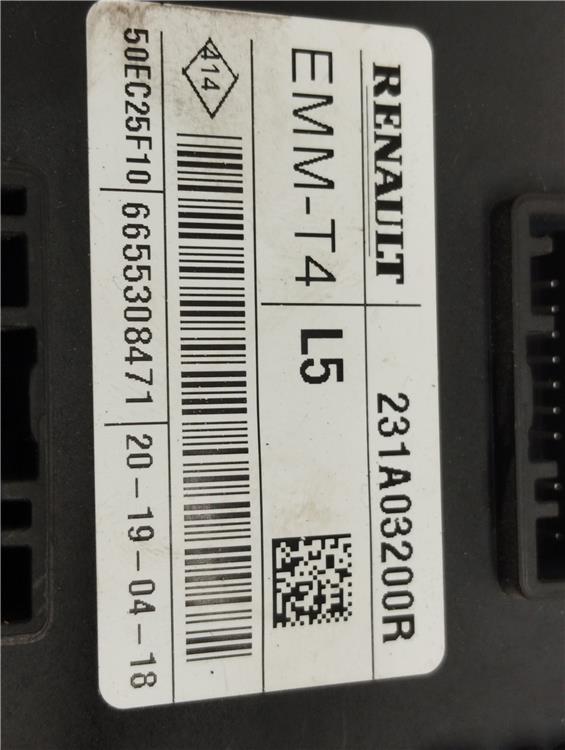 RENAULT 231A03200R
EMM-T4 L5
414
50EC25F10 6655308471 20-19-04-18